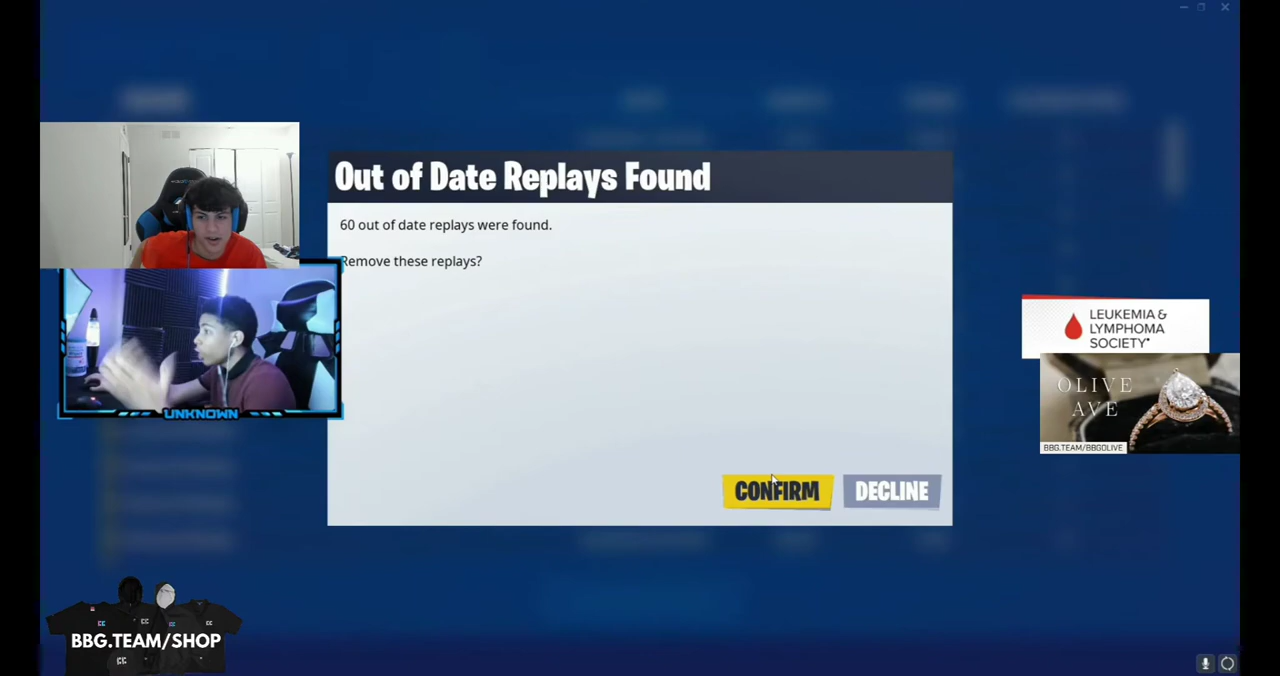 Out of Date Replays Found
60 out of date replays were found.
Remove these replays?
CONFIRM
DECLINE
UNKNOWN
LEUKEMIA &
LYMPHOMA
SOCIETY
OLIVE
AVE
BBG.TEAM/BBGOLIVE
BBG.TEAM/SHOP